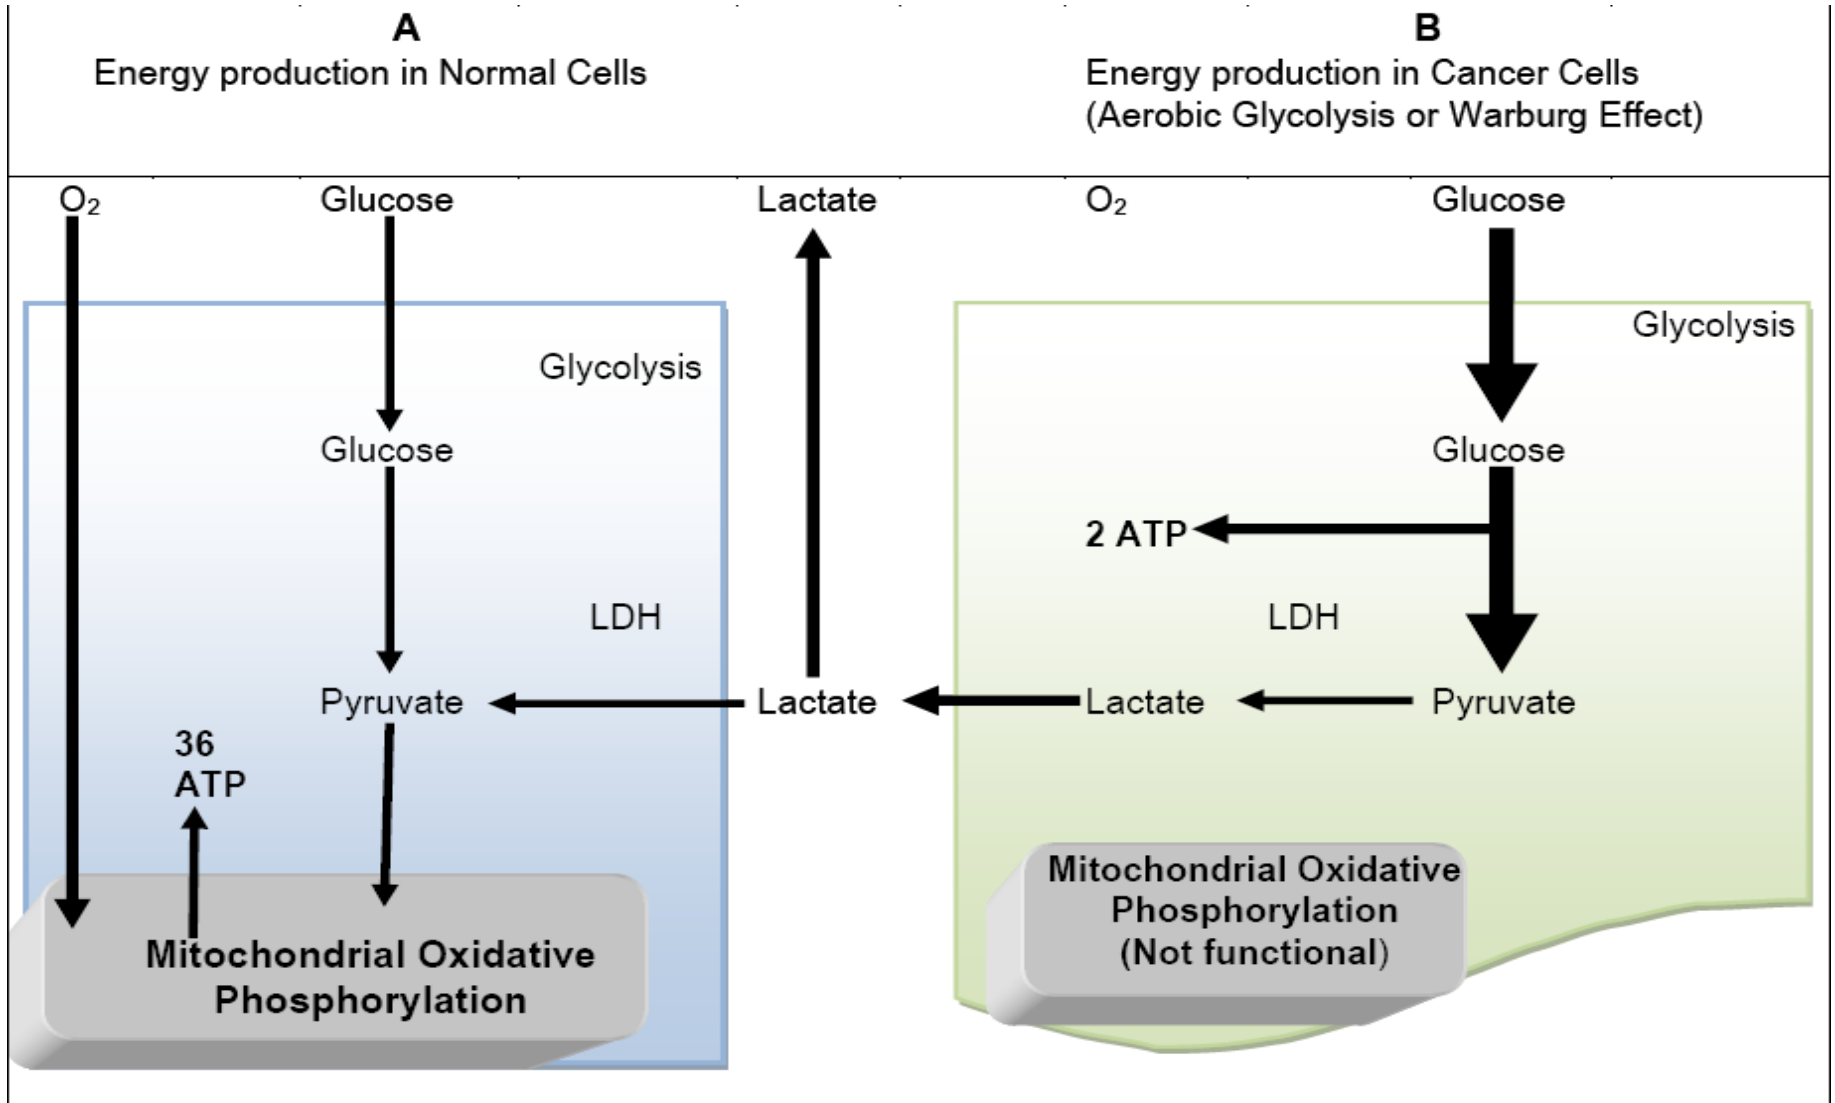 A
Energy production in Normal Cells
B
Energy production in Cancer Cells
(Aerobic Glycolysis or Warburg Effect)
O₂
Glucose
Lactate
O₂
Glucose
Glycolysis
Glycolysis
Glucose
Glucose
2 ATP
LDH
LDH
Pyruvate
Lactate
Lactate
Pyruvate
36
ATP
Mitochondrial Oxidative
Phosphorylation
Mitochondrial Oxidative
Phosphorylation
(Not functional)